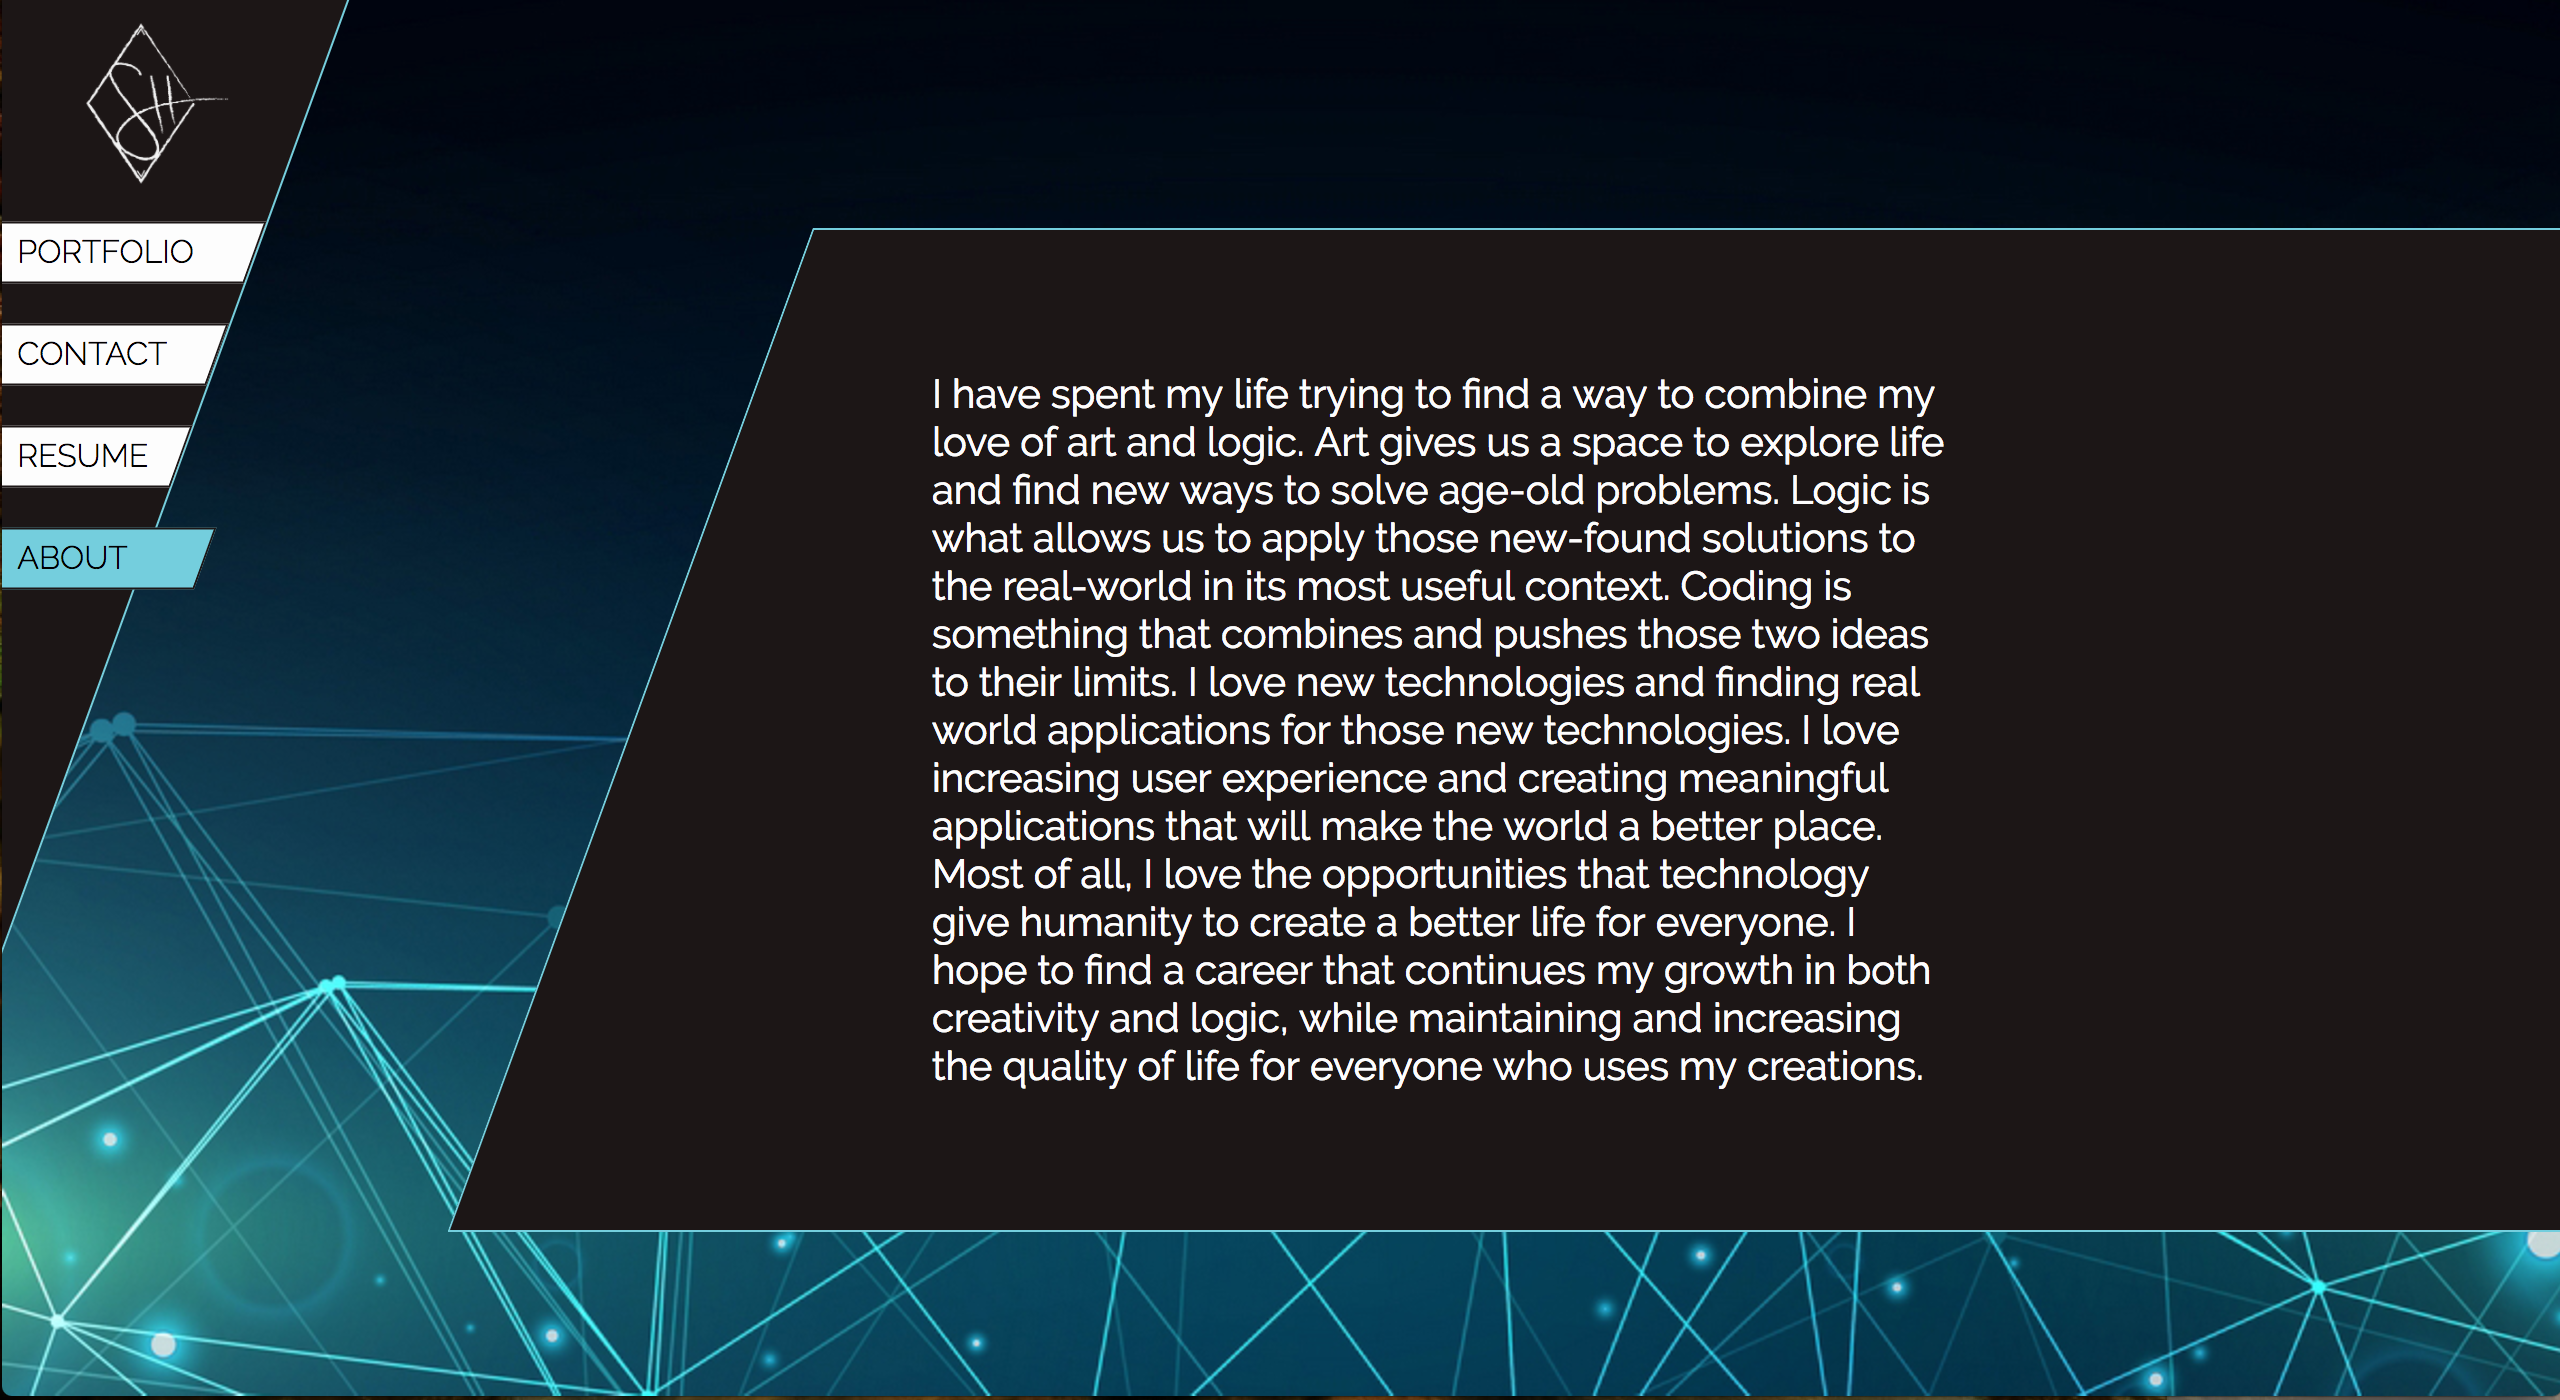 SH
PORTFOLIO
CONTACT
RESUME
ABOUT
I have spent my life trying to find a way to combine my
love of art and logic. Art gives us a space to explore life
and find new ways to solve age-old problems. Logic is
what allows us to apply those new-found solutions to
the real-world in its most useful context. Coding is
something that combines and pushes those two ideas
to their limits. I love new technologies and finding real
world applications for those new technologies. I love
increasing user experience and creating meaningful
applications that will make the world a better place.
Most of all, I love the opportunities that technology
give humanity to create a better life for everyone. I
hope to find a career that continues my growth in both
creativity and logic, while maintaining and increasing
the quality of life for everyone who uses my creations.